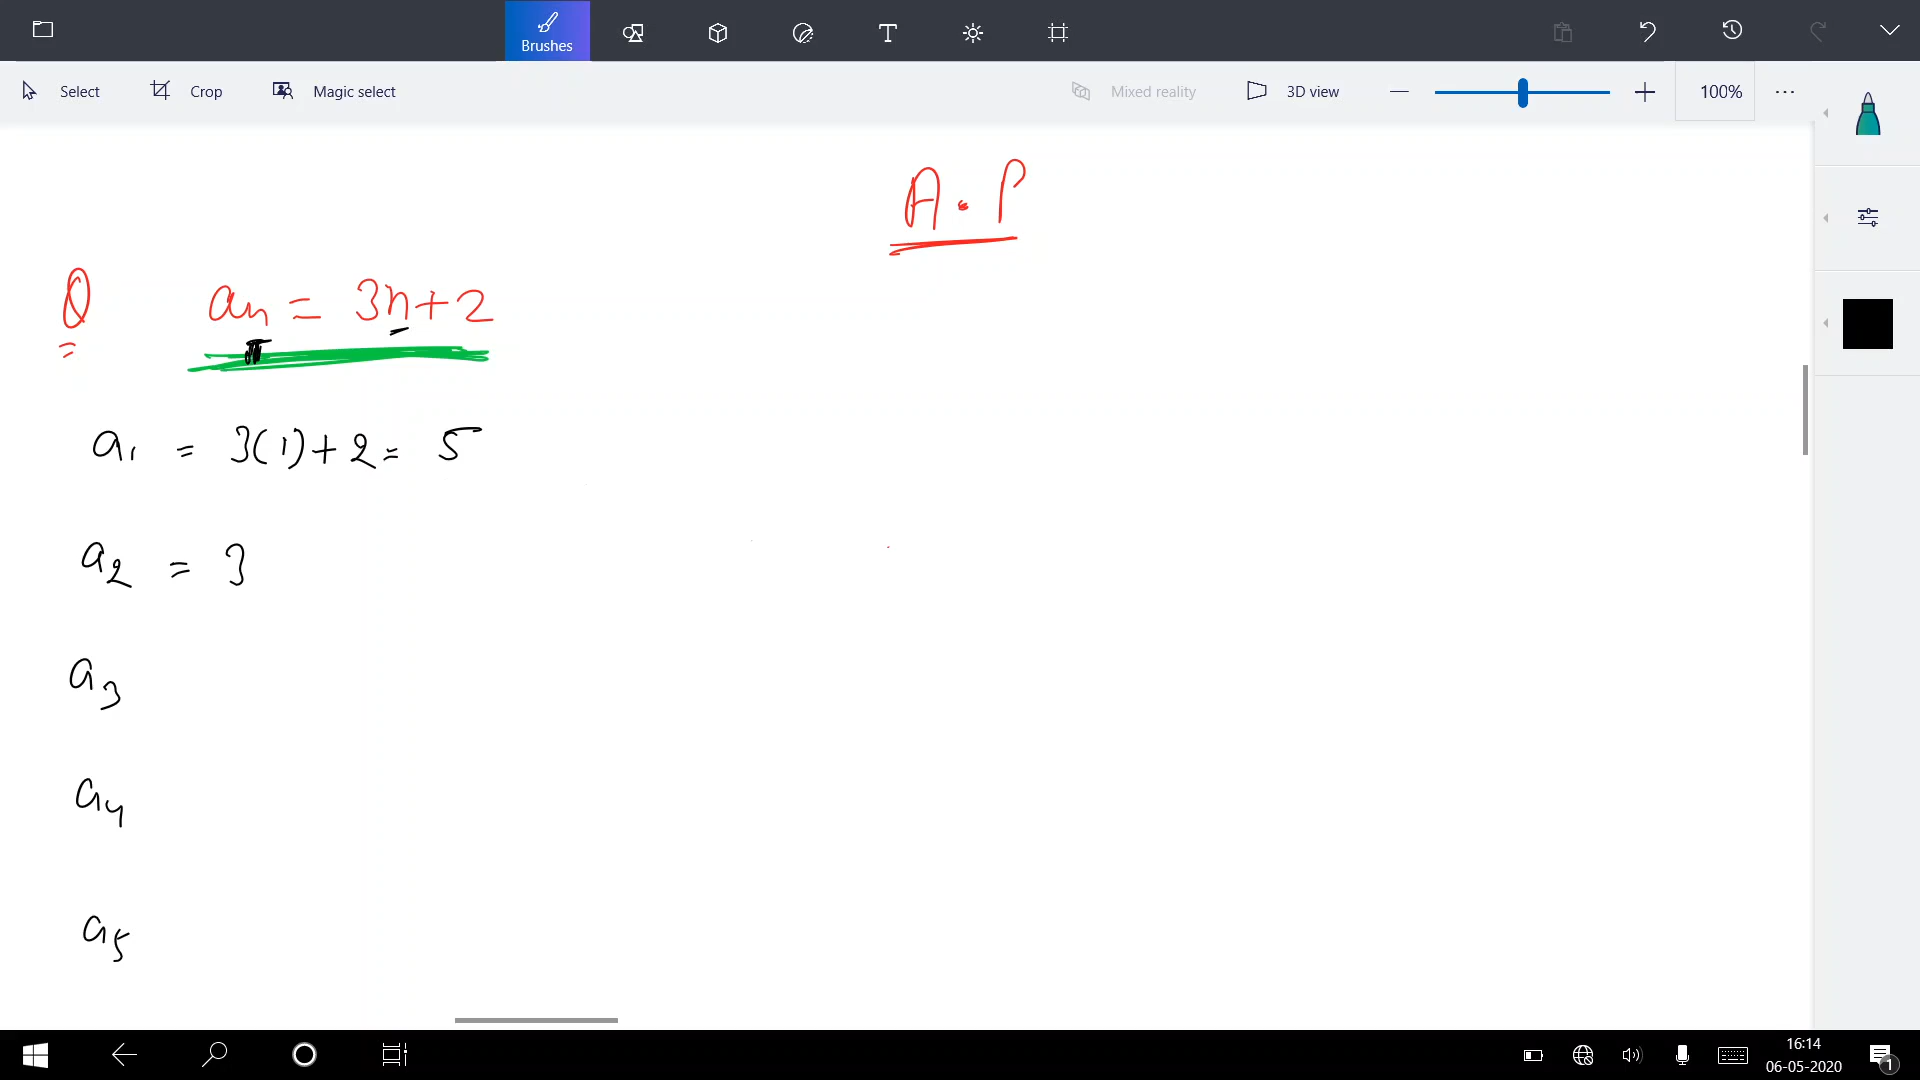 Brushes
Select Crop Magic select Mixed reality 3D view 100%
A.P
Q an = 3n+2
a1 = 3(1)+2= 5
a2 = 3
a3
a4
a5
16:14
06-05-2020
1